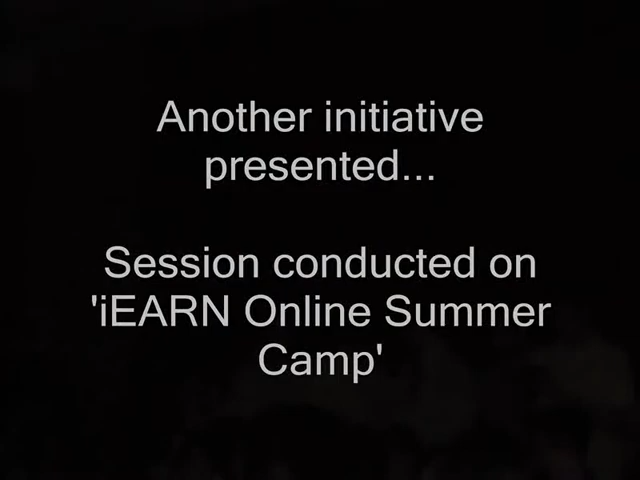 Another initiative
presented...
Session conducted on
'iEARN Online Summer
Camp'